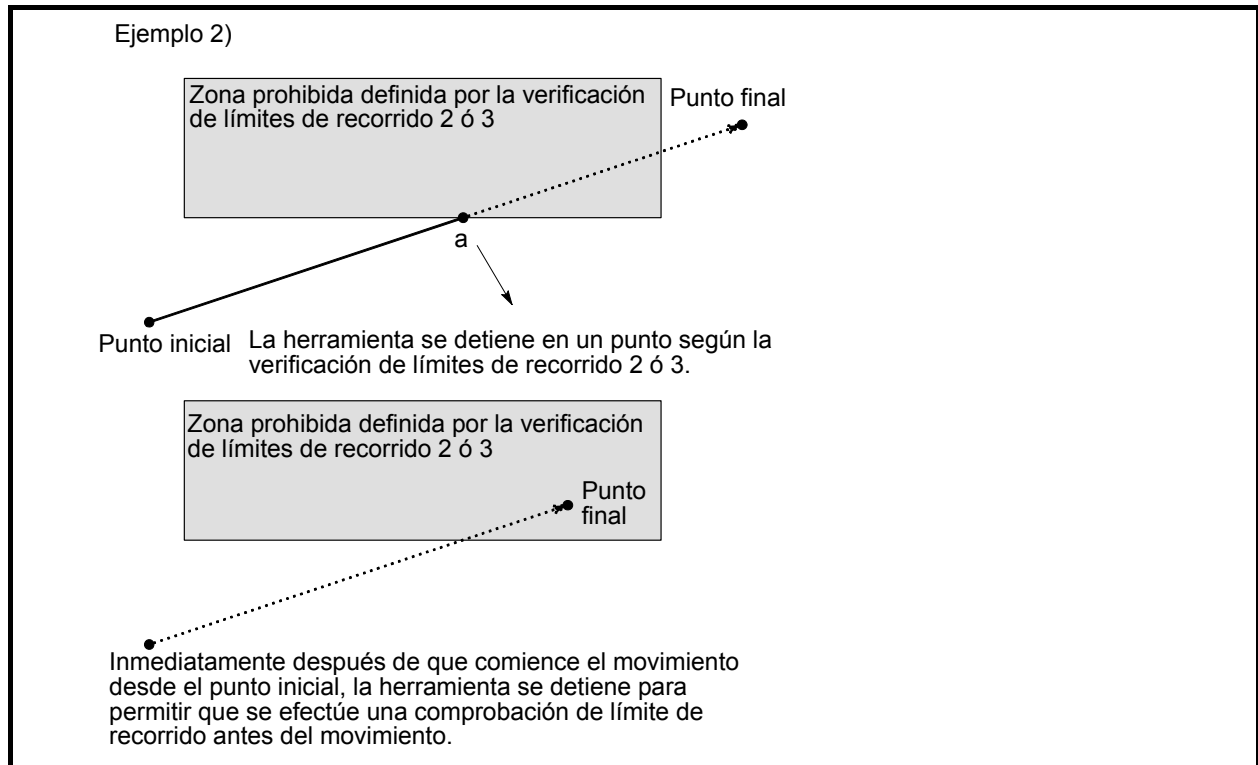 Ejemplo 2)
Zona prohibida definida por la verificación
de límites de recorrido 2 ó 3
Punto final
a
Punto inicial
La herramienta se detiene en un punto según la
verificación de límites de recorrido 2 ó 3.
Zona prohibida definida por la verificación
de límites de recorrido 2 ó 3
Punto
final
Inmediatamente después de que comience el movimiento
desde el punto inicial, la herramienta se detiene para
permitir que se efectúe una comprobación de límite de
recorrido antes del movimiento.